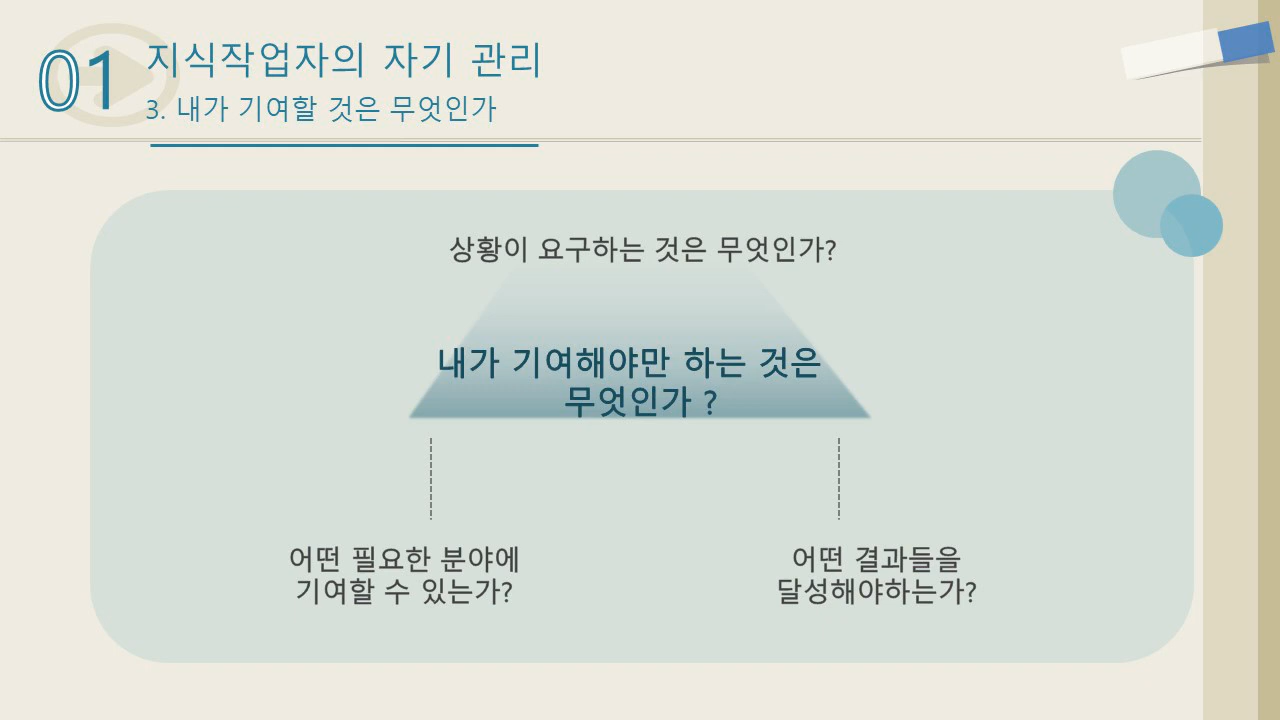 01
지식작업자의 자기 관리
3. 내가 기여할 것은 무엇인가
상황이 요구하는 것은 무엇인가?
내가 기여해야만 하는 것은
무엇인가 ?
어떤 필요한 분야에
기여할 수 있는가?
어떤 결과들을
달성해야하는가?